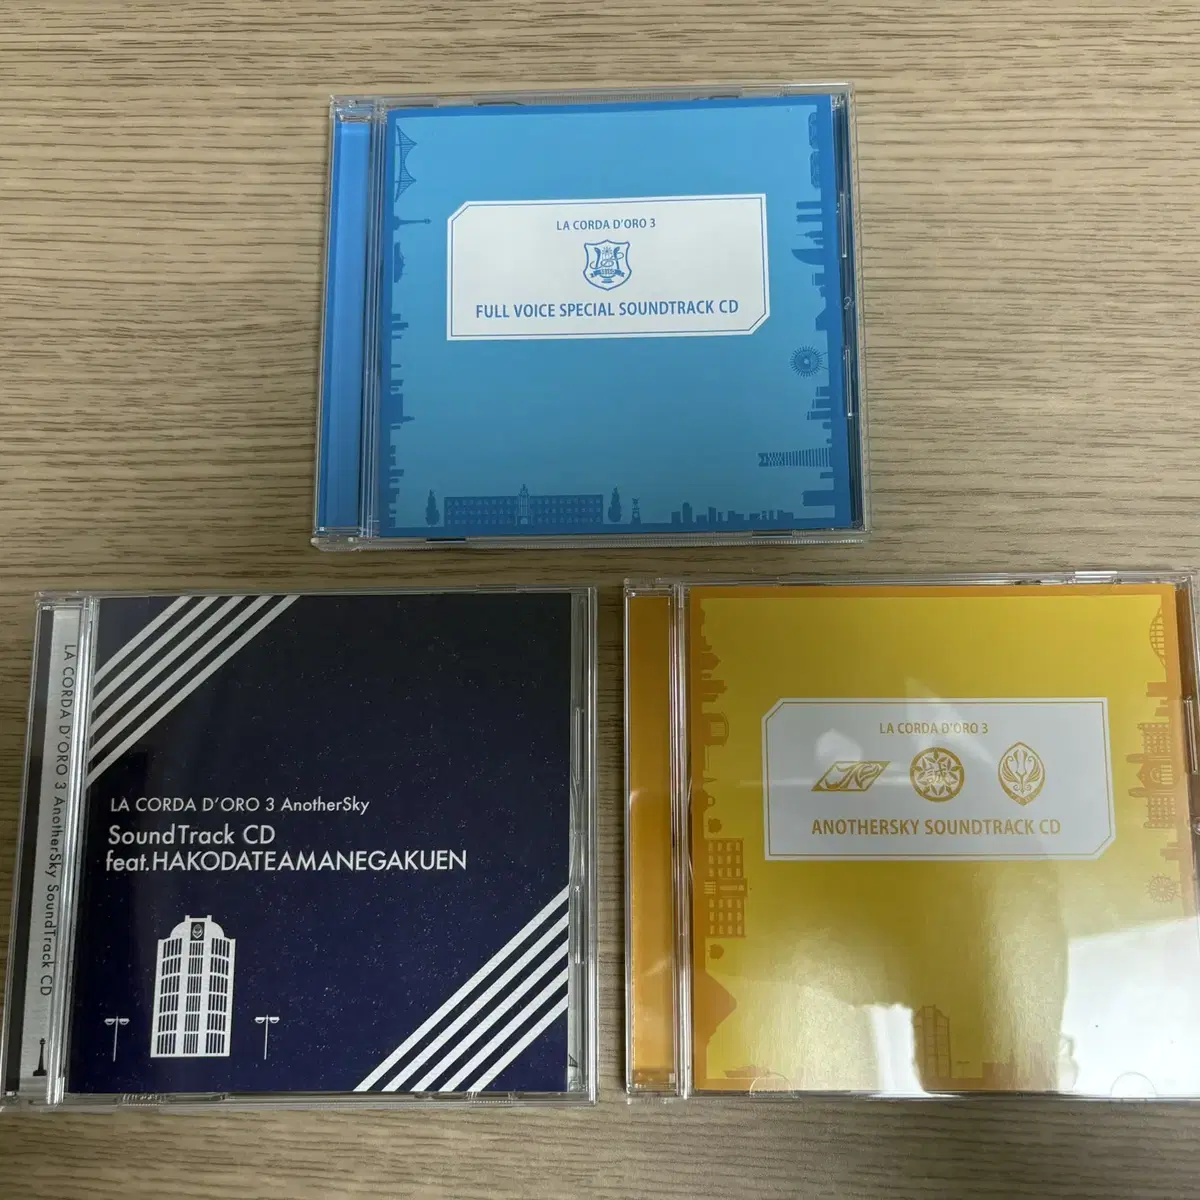 LA CORDA D'ORO 3
FULL VOICE SPECIAL SOUNDTRACK CD
LA CORDA D'ORO 3 AnotherSky SoundTrack CD
LA CORDA D'ORO 3 AnotherSky
SoundTrack CD
feat.HAKODATEAMANEGAKUEN
LA CORDA D'ORO 3
ANOTHERSKY SOUNDTRACK CD